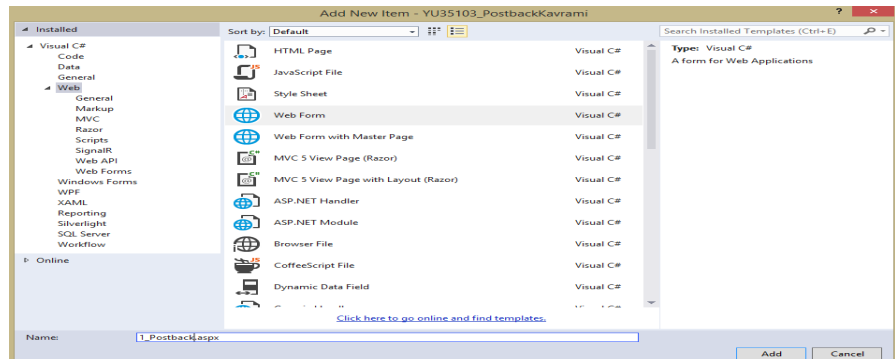 Add New Item - YU35103_PostbackKavrami
?
Installed
Sort by: Default
Search Installed Templates (Ctrl+E)
Visual C#
Code
Data
General
Web
General
Markup
MVC
Razor
Scripts
SignalR
Web API
Web Forms
Windows Forms
WPF
XAML
Reporting
Silverlight
SQL Server
Workflow
Online
HTML Page Visual C#
JavaScript File Visual C#
Style Sheet Visual C#
Web Form Visual C#
Web Form with Master Page Visual C#
MVC 5 View Page (Razor) Visual C#
MVC 5 View Page with Layout (Razor) Visual C#
ASP.NET Handler Visual C#
ASP.NET Module Visual C#
Browser File Visual C#
CoffeeScript File Visual C#
Dynamic Data Field Visual C#
Click here to go online and find templates.
Type: Visual C#
A form for Web Applications
Name: 1_Postback.aspx
Add Cancel